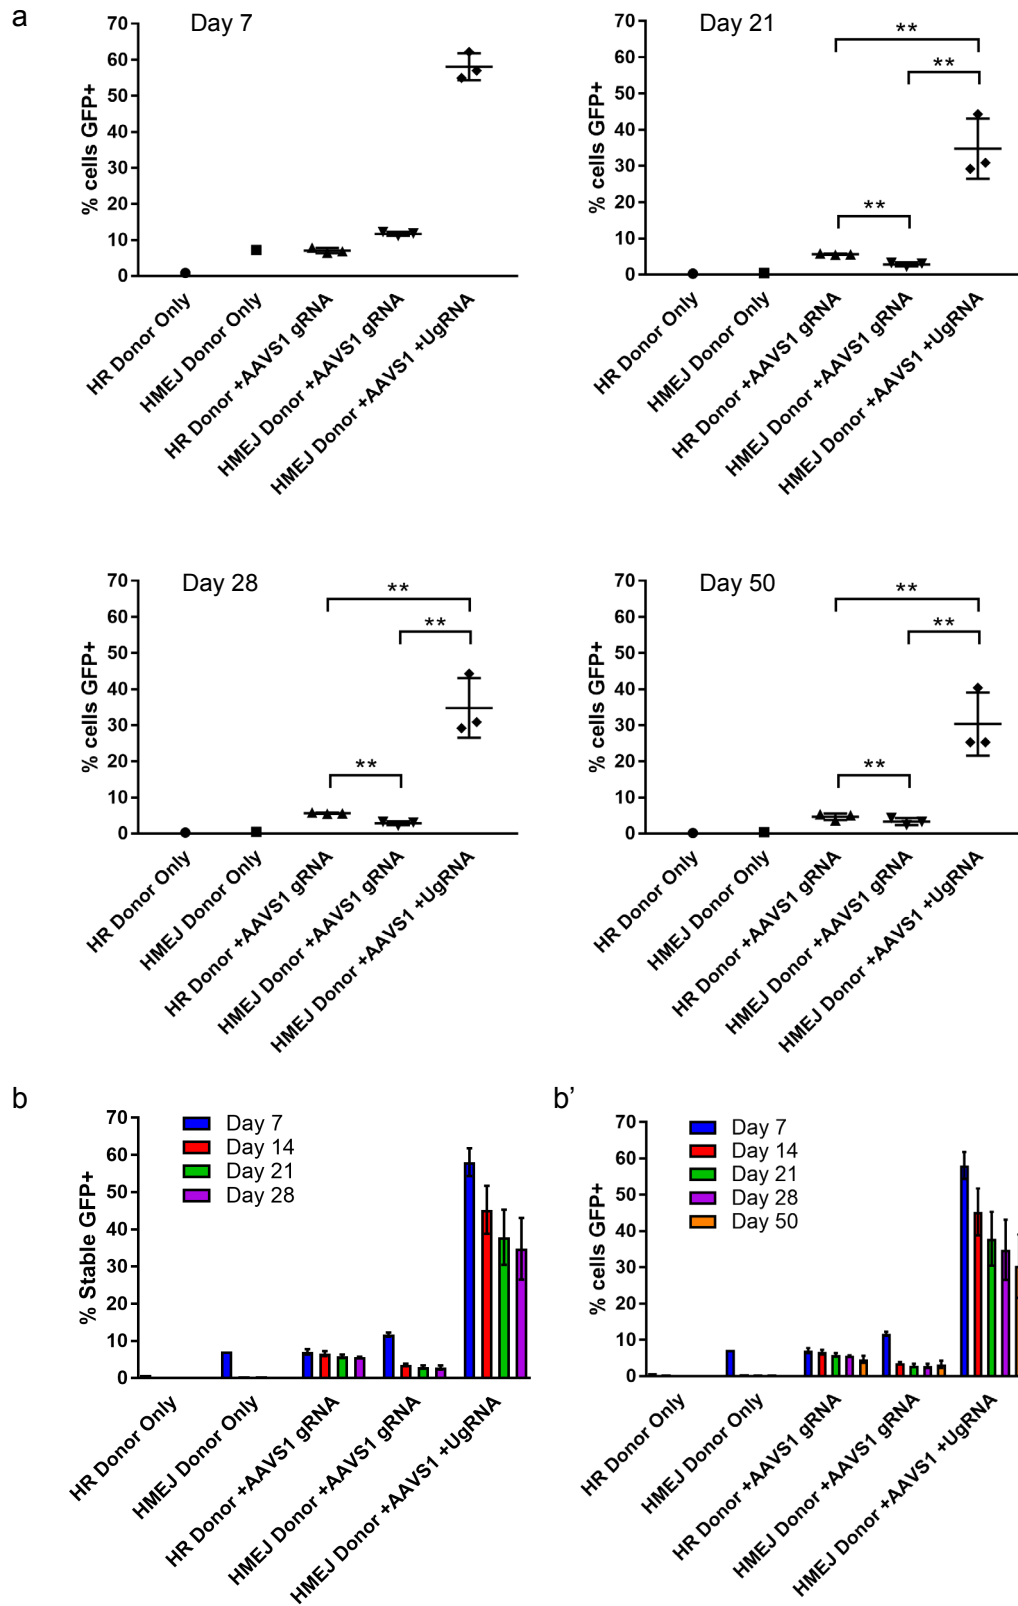 a
Day 7
% cells GFP+
70
60
50
40
30
20
10
0
HR Donor Only
HMEJ Donor Only
HR Donor +AAVS1 gRNA
HMEJ Donor +AAVS1 gRNA
HMEJ Donor +AAVS1 +UgRNA
Day 21
% cells GFP+
70
60
50
40
30
20
10
0
**
**
**
HR Donor Only
HMEJ Donor Only
HR Donor +AAVS1 gRNA
HMEJ Donor +AAVS1 gRNA
HMEJ Donor +AAVS1 +UgRNA
Day 28
% cells GFP+
70
60
50
40
30
20
10
0
**
**
**
HR Donor Only
HMEJ Donor Only
HR Donor +AAVS1 gRNA
HMEJ Donor +AAVS1 gRNA
HMEJ Donor +AAVS1 +UgRNA
Day 50
% cells GFP+
70
60
50
40
30
20
10
0
**
**
**
HR Donor Only
HMEJ Donor Only
HR Donor +AAVS1 gRNA
HMEJ Donor +AAVS1 gRNA
HMEJ Donor +AAVS1 +UgRNA
b
% Stable GFP+
70
60
50
40
30
20
10
0
Day 7
Day 14
Day 21
Day 28
HR Donor Only
HMEJ Donor Only
HR Donor +AAVS1 gRNA
HMEJ Donor +AAVS1 gRNA
HMEJ Donor +AAVS1 +UgRNA
b’
% cells GFP+
70
60
50
40
30
20
10
0
Day 7
Day 14
Day 21
Day 28
Day 50
HR Donor Only
HMEJ Donor Only
HR Donor +AAVS1 gRNA
HMEJ Donor +AAVS1 gRNA
HMEJ Donor +AAVS1 +UgRNA